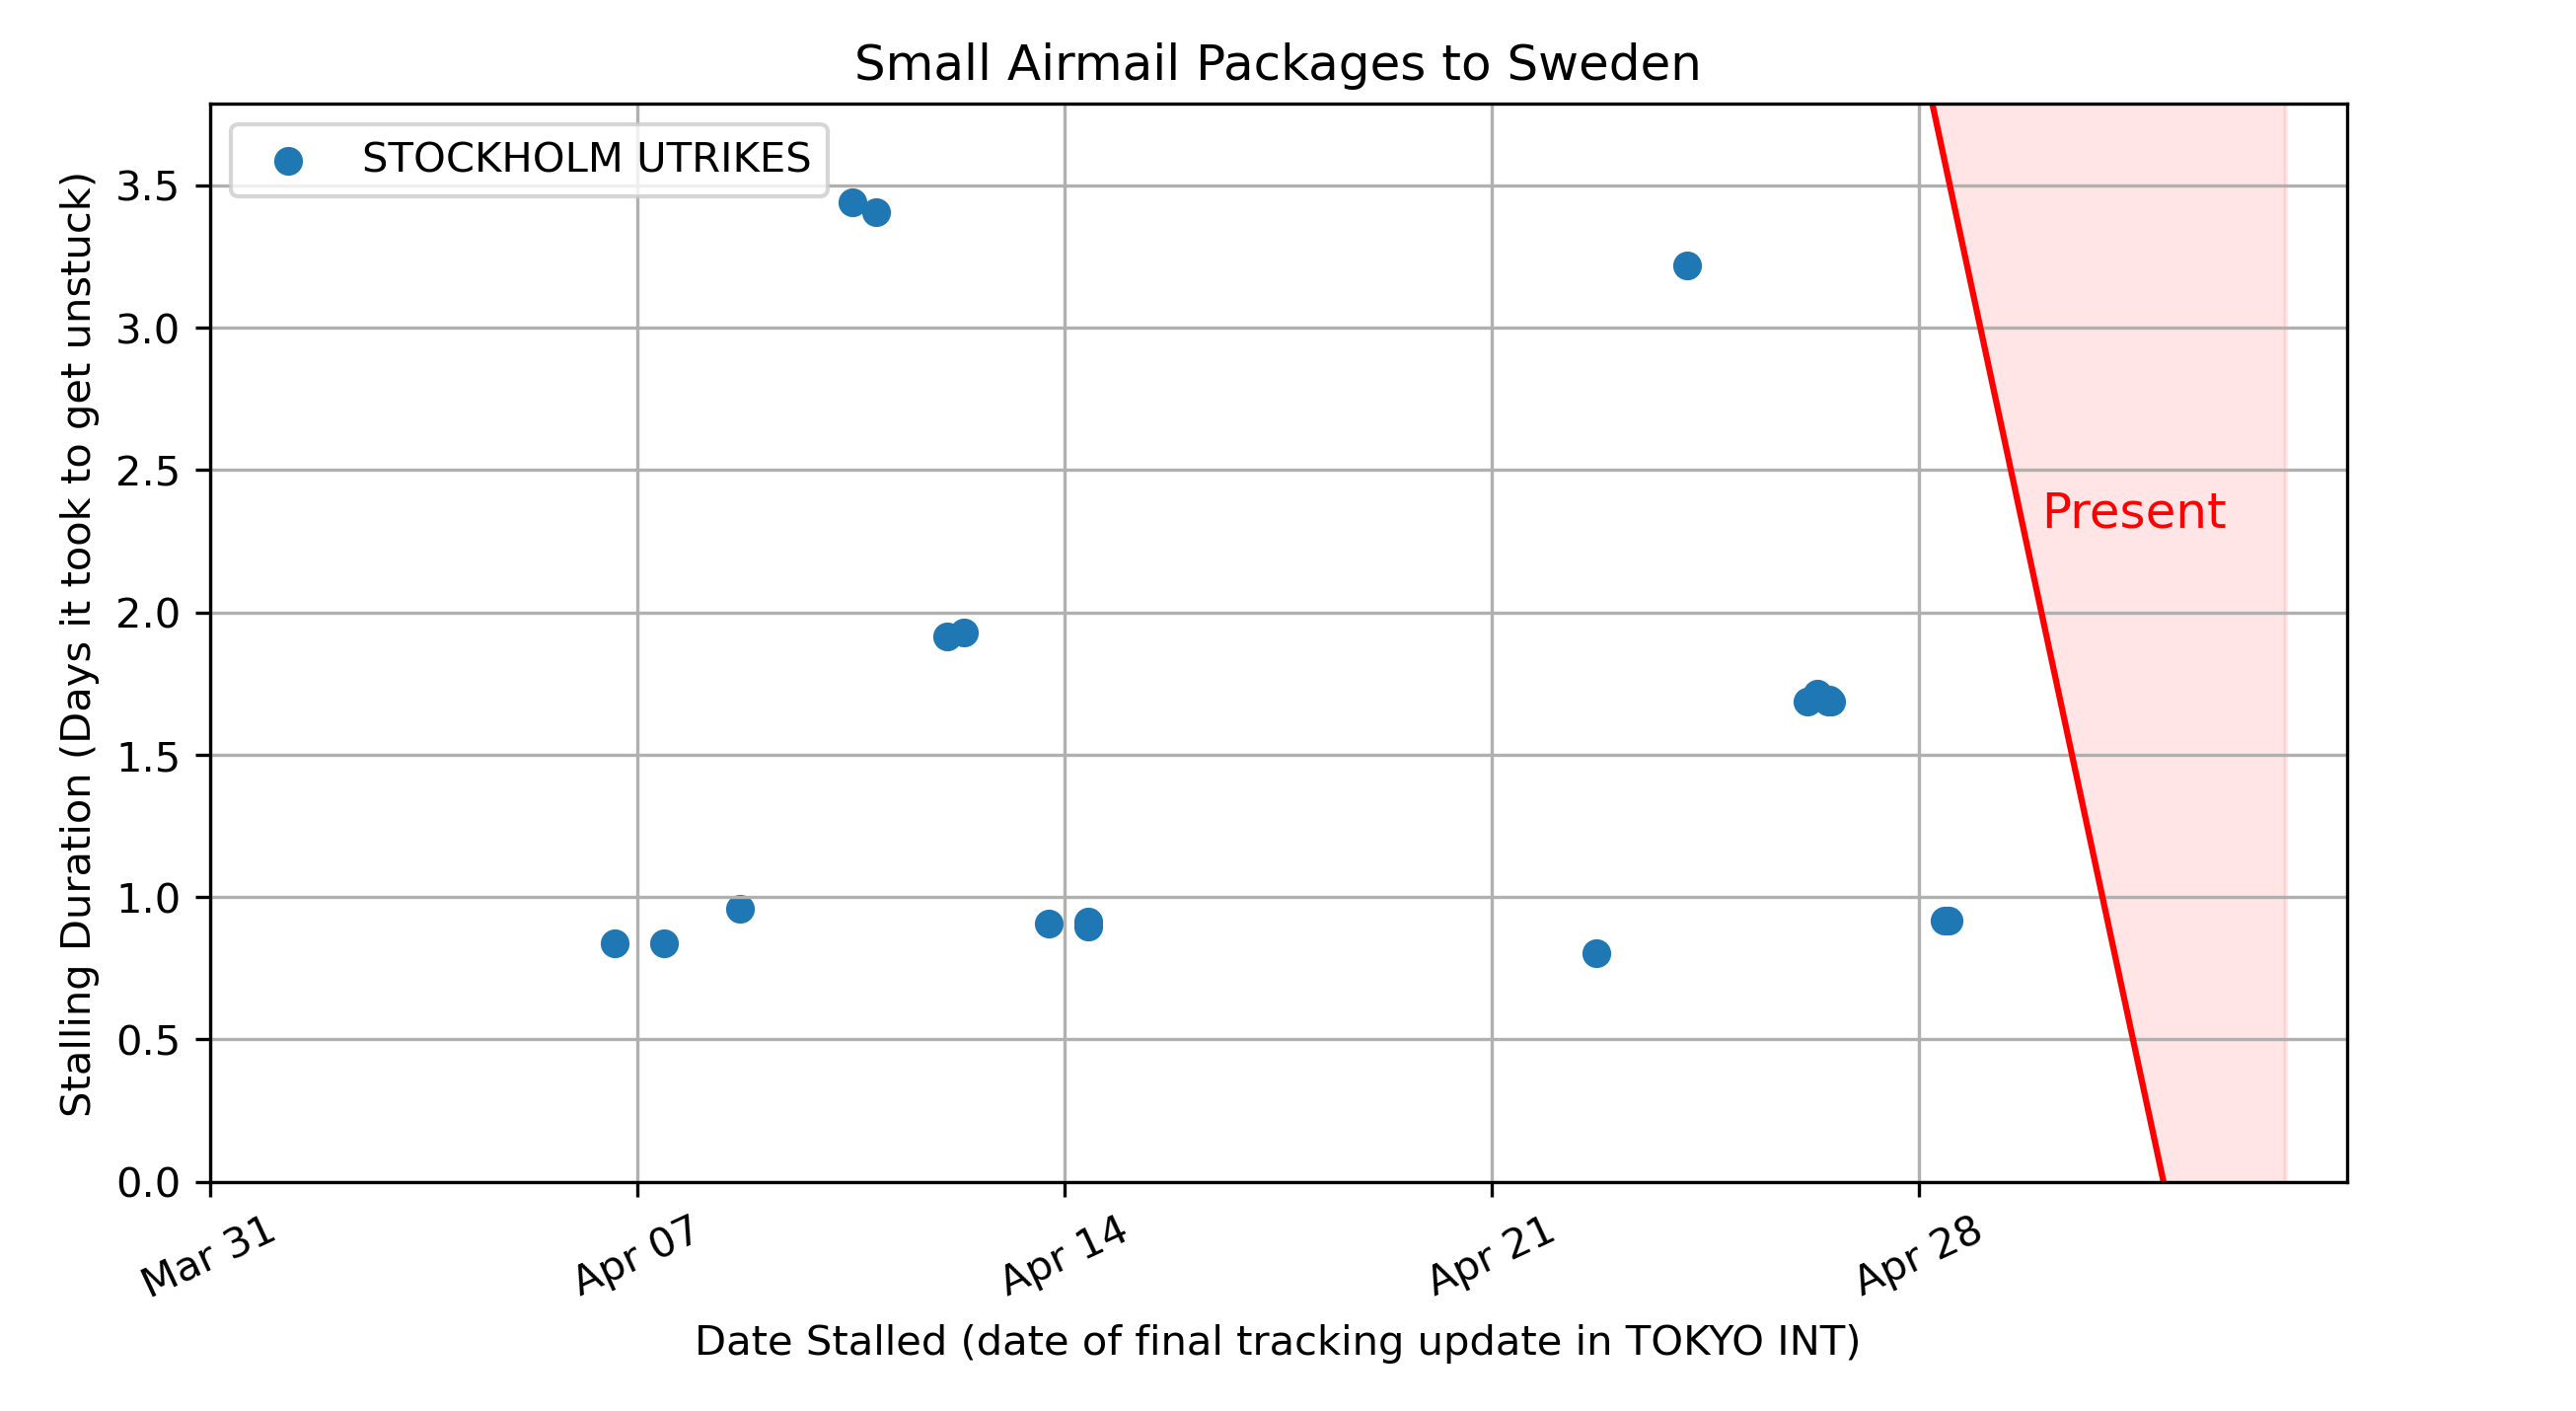 Small Airmail Packages to Sweden
STOCKHOLM UTRIKES
Stalling Duration (Days it took to get unstuck)
3.5
3.0
2.5
2.0
1.5
1.0
0.5
0.0
Present
Mar 31
Apr 07
Apr 14
Apr 21
Apr 28
Date Stalled (date of final tracking update in TOKYO INT)